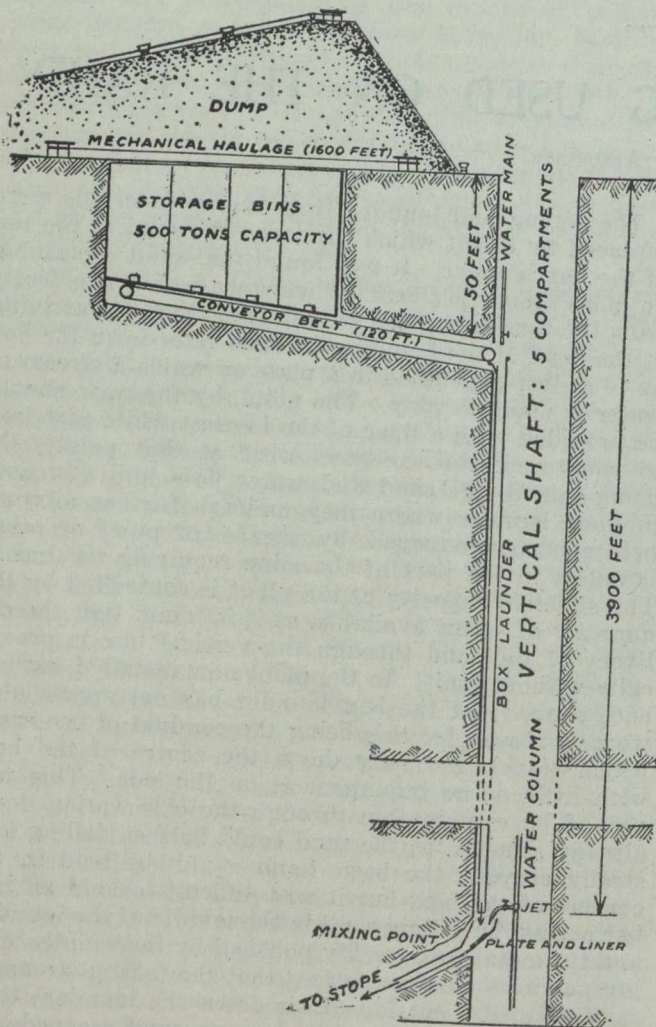 G USED
DUMP
MECHANICAL HAULAGE (1600 FEET)
STORAGE BINS
500 TONS CAPACITY
CONVEYOR BELT (120 FT.)
50 FEET
WATER MAIN
VERTICAL SHAFT: 5 COMPARTMENTS
BOX LAUNDER
3900 FEET
WATER COLUMN
JET
MIXING POINT
PLATE AND LINER
TO STOPE